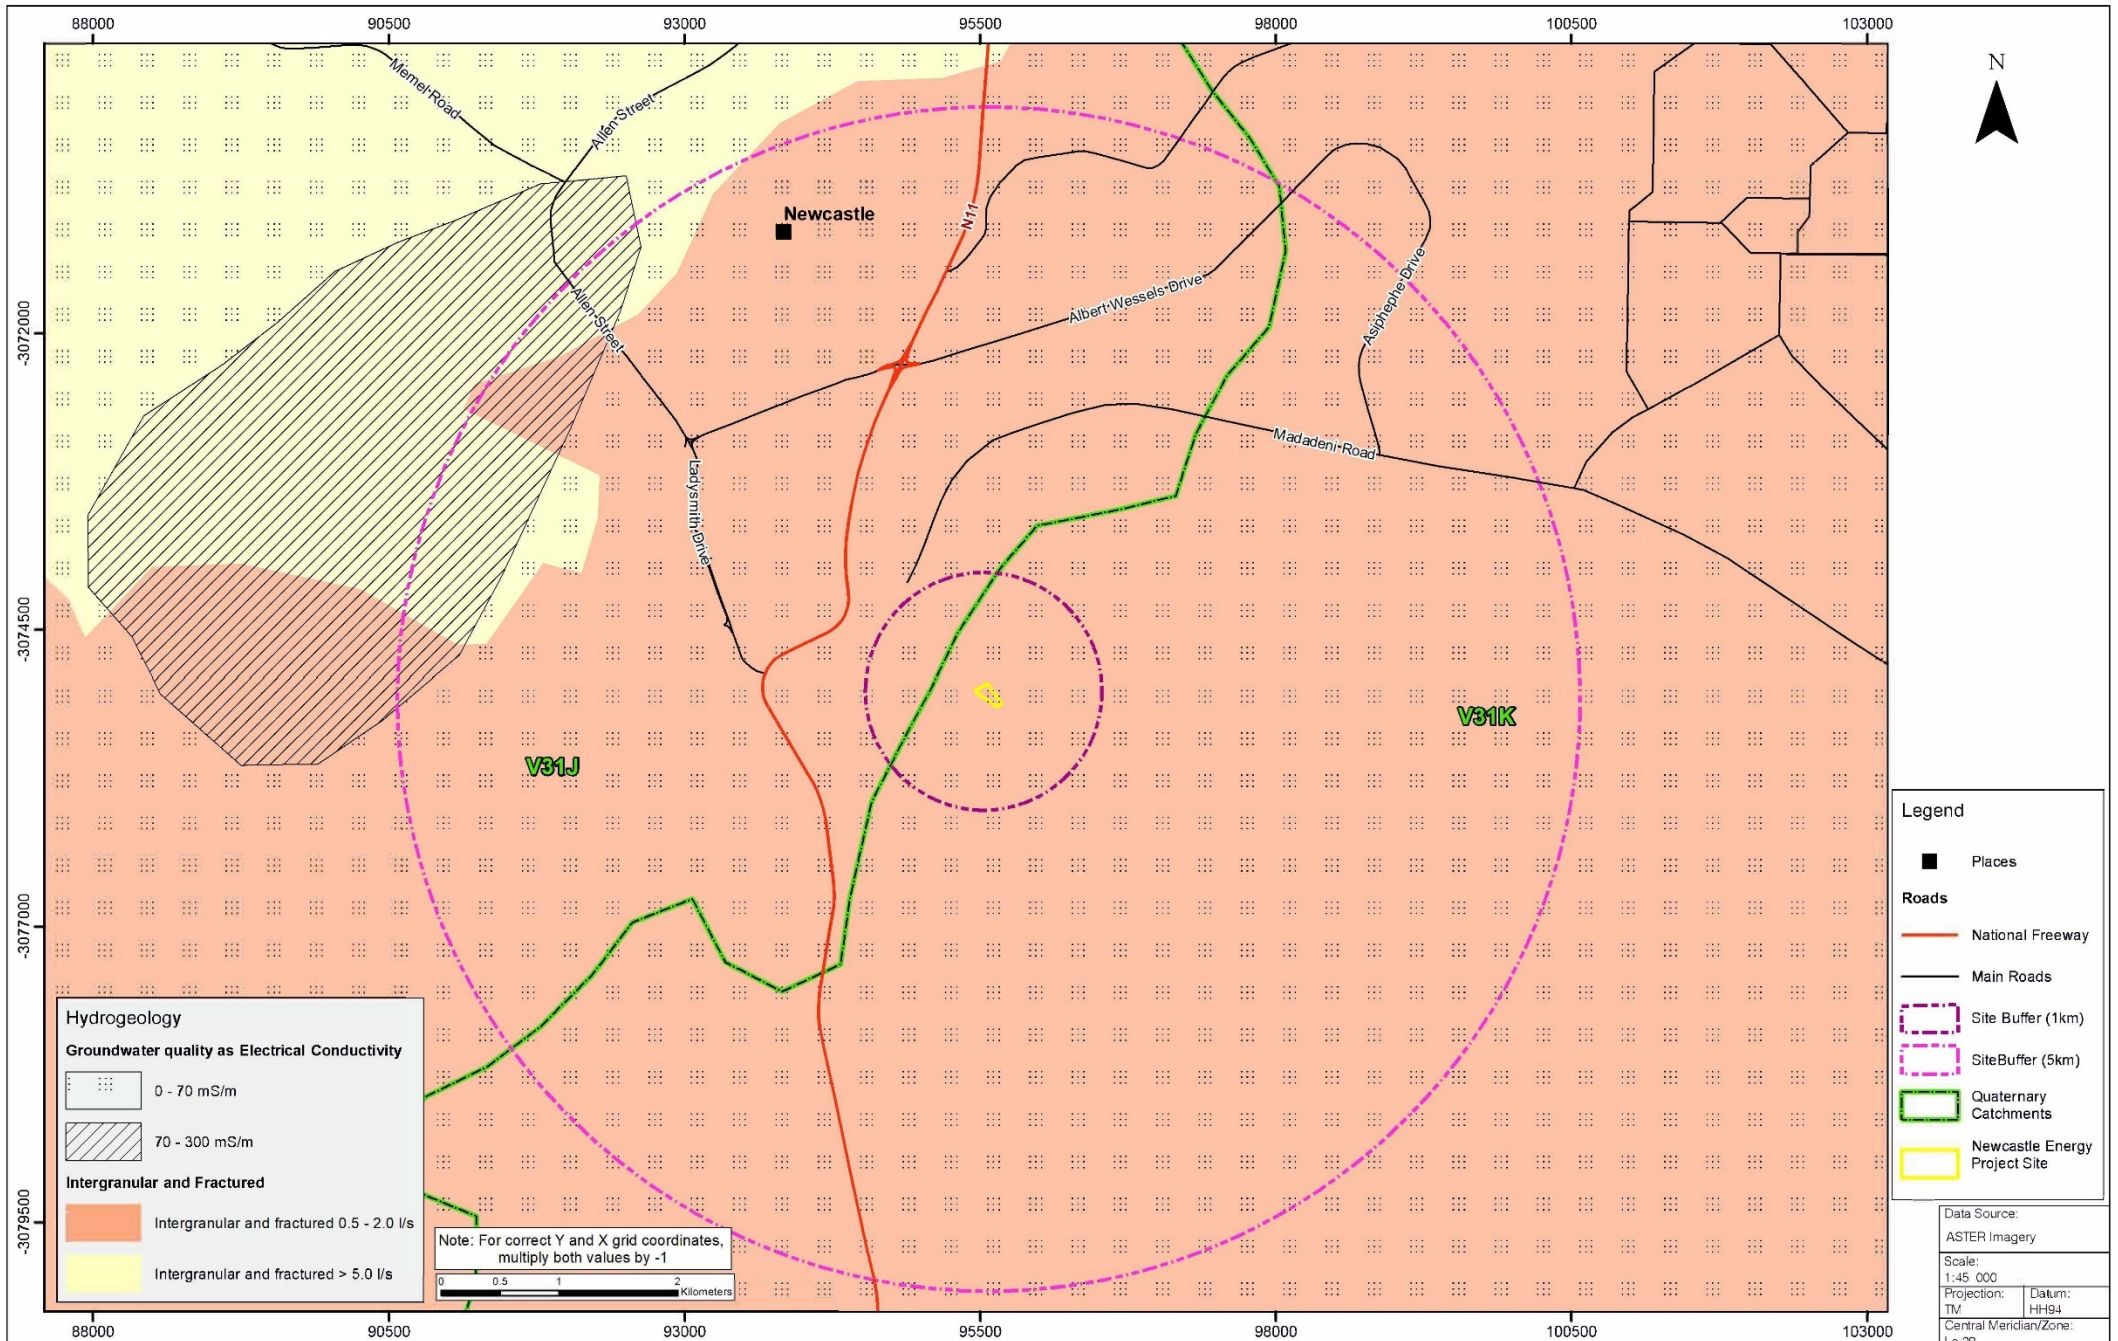 88000 90500 93000 95500 98000 100500 103000
N
Memel Road
Allen Street
Newcastle
N11
-3072000
Allen Street
Albert Wessels Drive
Asiphephe Drive
Madadeni Road
Ladysmith Drive
-3074500
V31K
V31J
-3077000
-3079500
Hydrogeology
Groundwater quality as Electrical Conductivity
0 - 70 mS/m
70 - 300 mS/m
Intergranular and Fractured
Intergranular and fractured 0.5 - 2.0 l/s
Intergranular and fractured > 5.0 l/s
Note: For correct Y and X grid coordinates,
multiply both values by -1
0 0.5 1 2
Kilometers
Legend
Places
Roads
National Freeway
Main Roads
Site Buffer (1km)
SiteBuffer (5km)
Quaternary
Catchments
Newcastle Energy
Project Site
Data Source:
ASTER Imagery
Scale:
1:45 000
Projection: Datum:
TM HH94
Central Meridian/Zone:
88000 90500 93000 95500 98000 100500 103000